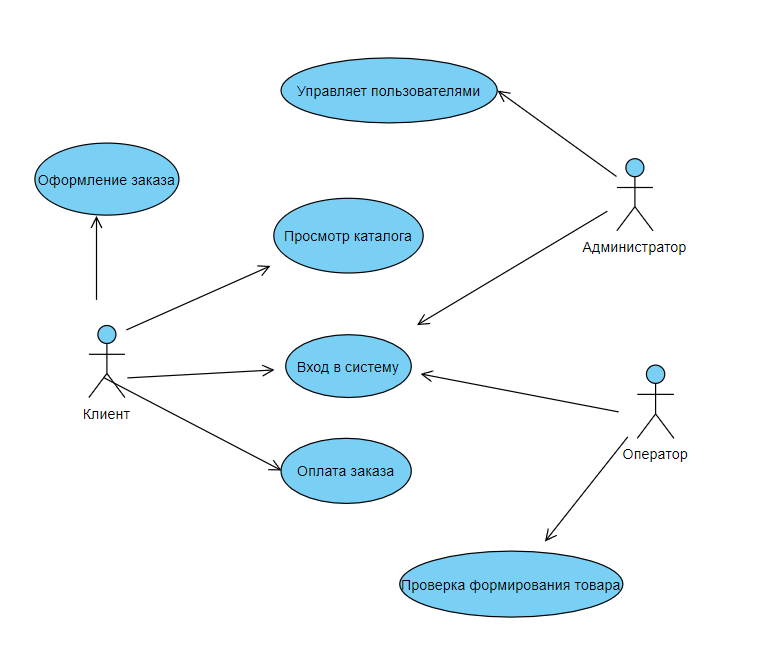 Управляет пользователями
Оформление заказа
Просмотр каталога
Администратор
Вход в систему
Клиент
Оператор
Оплата заказа
Проверка формирования товара